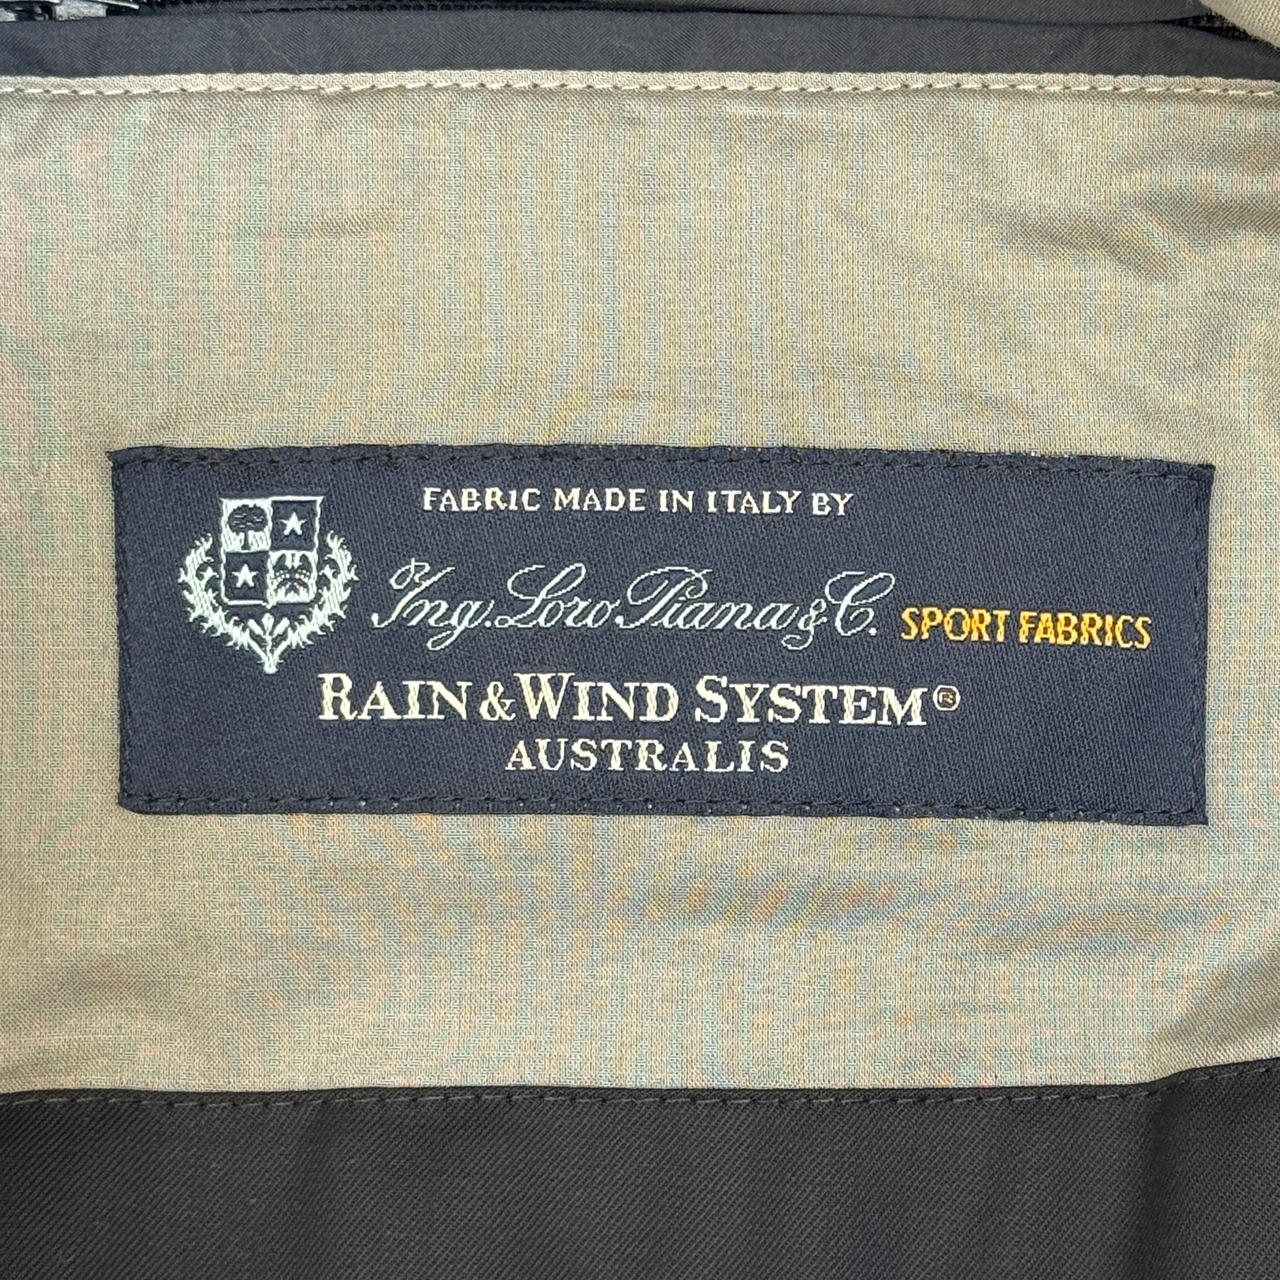 FABRIC MADE IN ITALY BY
Ing. Loro Piana & C. SPORT FABRICS
RAIN & WIND SYSTEM®
AUSTRALIS